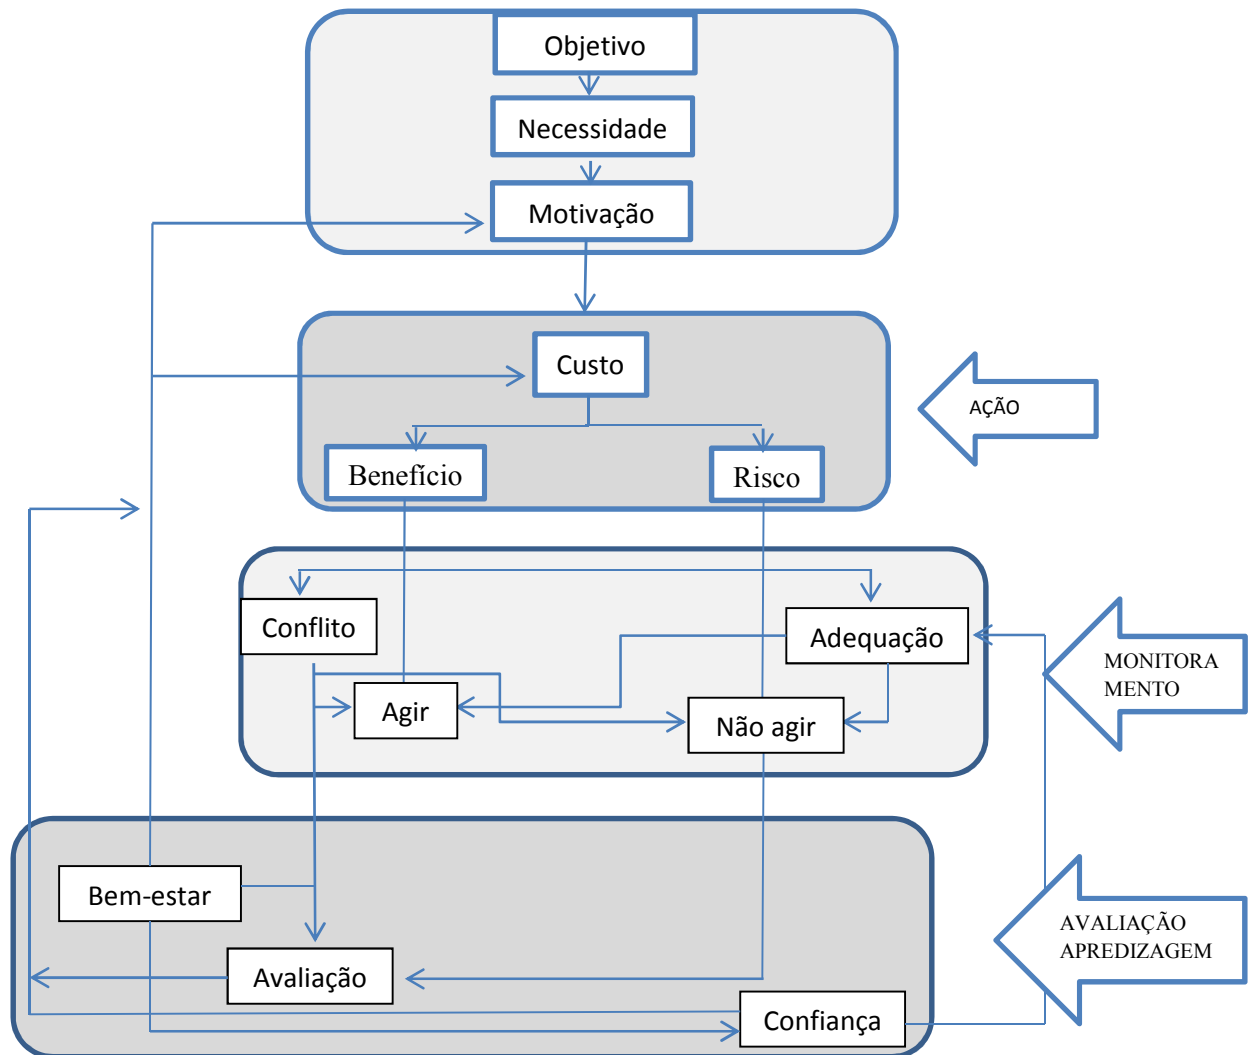 Objetivo
Necessidade
Motivação
Custo
AÇÃO
Benefício
Risco
Conflito
Adequação
MONITORA
MENTO
Agir
Não agir
Bem-estar
AVALIAÇÃO
APREDIZAGEM
Avaliação
Confiança